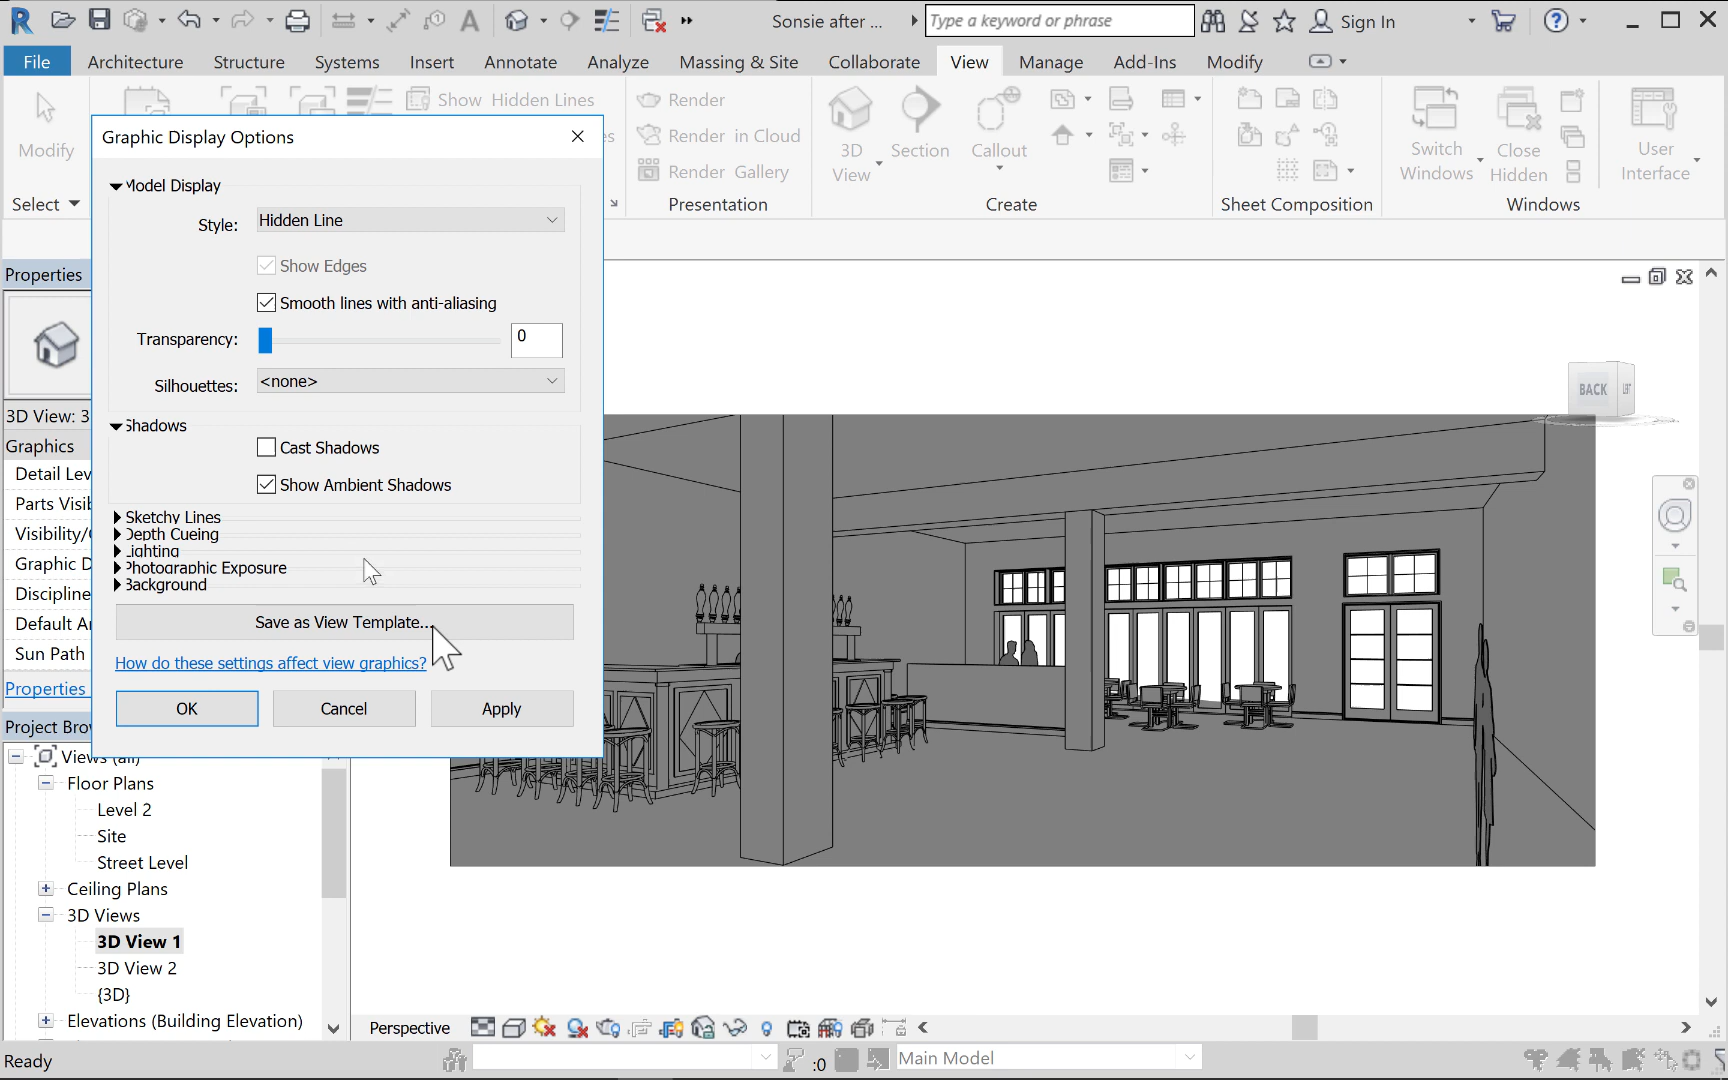 Sonsie after ...
Type a keyword or phrase
Sign In
File
Architecture
Structure
Systems
Insert
Annotate
Analyze
Massing & Site
Collaborate
View
Manage
Add-Ins
Modify
Modify
Select
Show Hidden Lines
Render
Render in Cloud
Render Gallery
Presentation
3D View
Section
Callout
Create
Sheet Composition
Switch Windows
Close Hidden
User Interface
Windows
Graphic Display Options
Model Display
Style:
Hidden Line
Show Edges
Smooth lines with anti-aliasing
Transparency:
0
Silhouettes:
<none>
Shadows
Cast Shadows
Show Ambient Shadows
Sketchy Lines
Depth Cueing
Lighting
Photographic Exposure
Background
Save as View Template...
How do these settings affect view graphics?
OK
Cancel
Apply
Properties
3D View: 3
Graphics
Detail Lev
Parts Visib
Visibility/
Graphic D
Discipline
Default A
Sun Path
Properties
Project Brow
Views (all)
Floor Plans
Level 2
Site
Street Level
Ceiling Plans
3D Views
3D View 1
3D View 2
{3D}
Elevations (Building Elevation)
BACK
Perspective
Ready
:0
Main Model